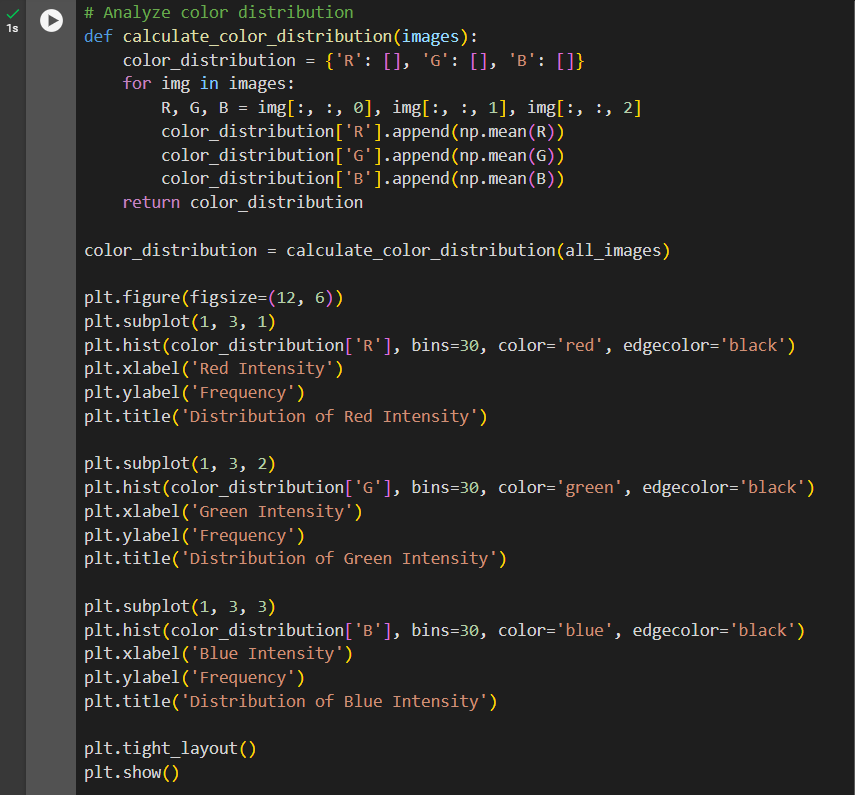 1s
# Analyze color distribution
def calculate_color_distribution(images):
    color_distribution = {'R': [], 'G': [], 'B': []}
    for img in images:
        R, G, B = img[:, :, 0], img[:, :, 1], img[:, :, 2]
        color_distribution['R'].append(np.mean(R))
        color_distribution['G'].append(np.mean(G))
        color_distribution['B'].append(np.mean(B))
    return color_distribution

color_distribution = calculate_color_distribution(all_images)

plt.figure(figsize=(12, 6))
plt.subplot(1, 3, 1)
plt.hist(color_distribution['R'], bins=30, color='red', edgecolor='black')
plt.xlabel('Red Intensity')
plt.ylabel('Frequency')
plt.title('Distribution of Red Intensity')

plt.subplot(1, 3, 2)
plt.hist(color_distribution['G'], bins=30, color='green', edgecolor='black')
plt.xlabel('Green Intensity')
plt.ylabel('Frequency')
plt.title('Distribution of Green Intensity')

plt.subplot(1, 3, 3)
plt.hist(color_distribution['B'], bins=30, color='blue', edgecolor='black')
plt.xlabel('Blue Intensity')
plt.ylabel('Frequency')
plt.title('Distribution of Blue Intensity')

plt.tight_layout()
plt.show()